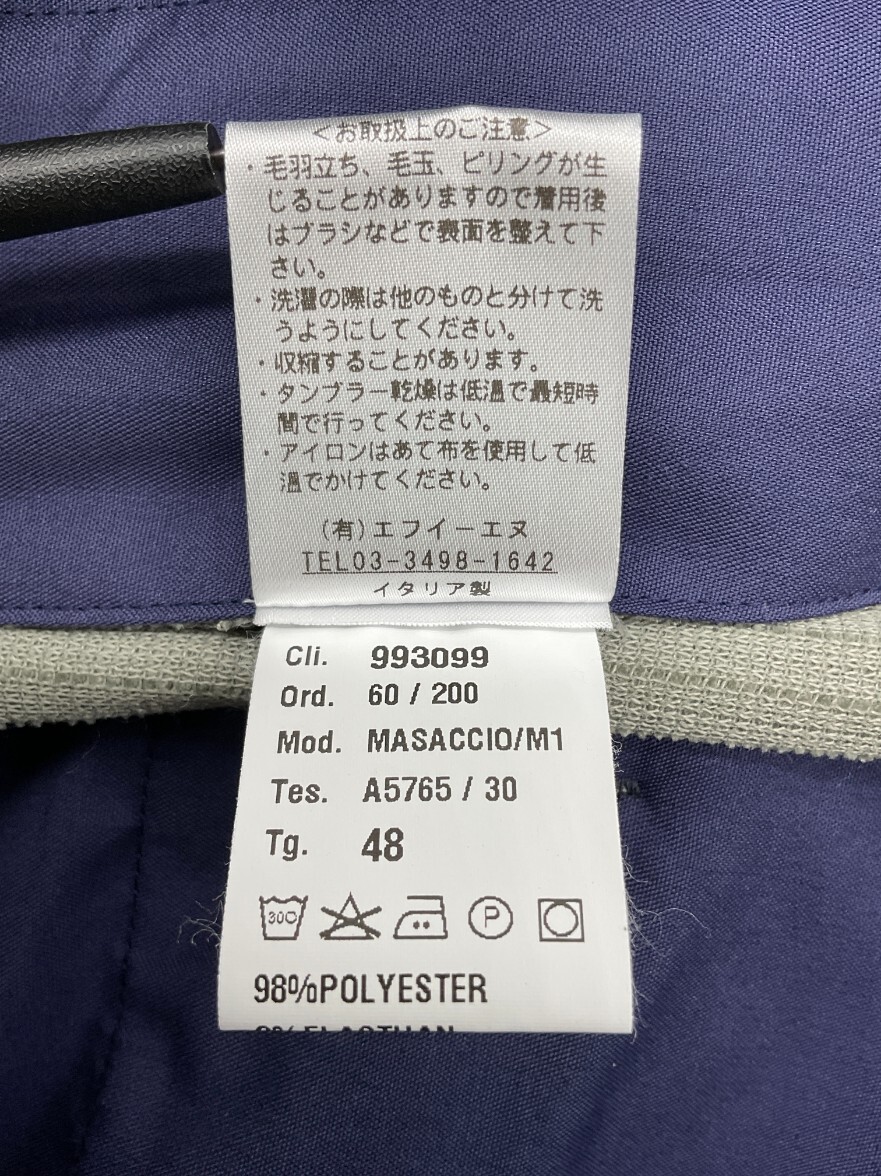 <お取扱上のご注意>
・毛羽立ち、毛玉、ピリングが生
じることがありますので着用後
はブラシなどで表面を整えて下
さい。
・洗濯の際は他のものと分けて洗
うようにしてください。
・収縮することがあります。
・タンブラー乾燥は低温で最短時
間で行ってください。
・アイロンはあて布を使用して低
温でかけてください。
(有)エフイーエヌ
TEL03-3498-1642
イタリア製
Cli. 993099
Ord. 60 / 200
Mod. MASACCIO/M1
Tes. A5765 / 30
Tg. 48
300 P
98%POLYESTER
2% ELASTHAN